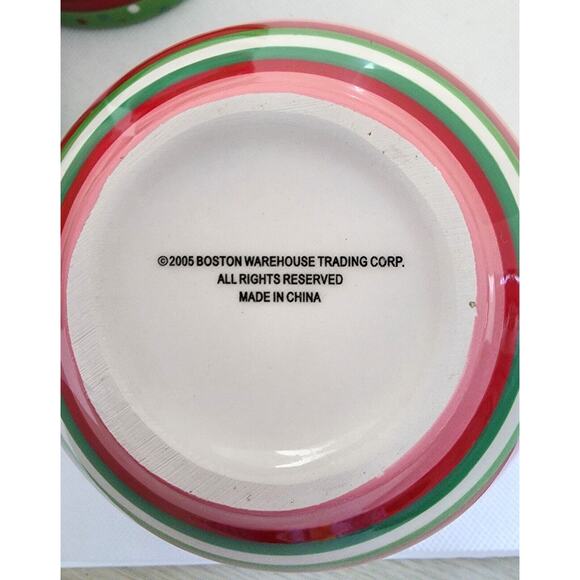 ©2005 BOSTON WAREHOUSE TRADING CORP.
ALL RIGHTS RESERVED
MADE IN CHINA